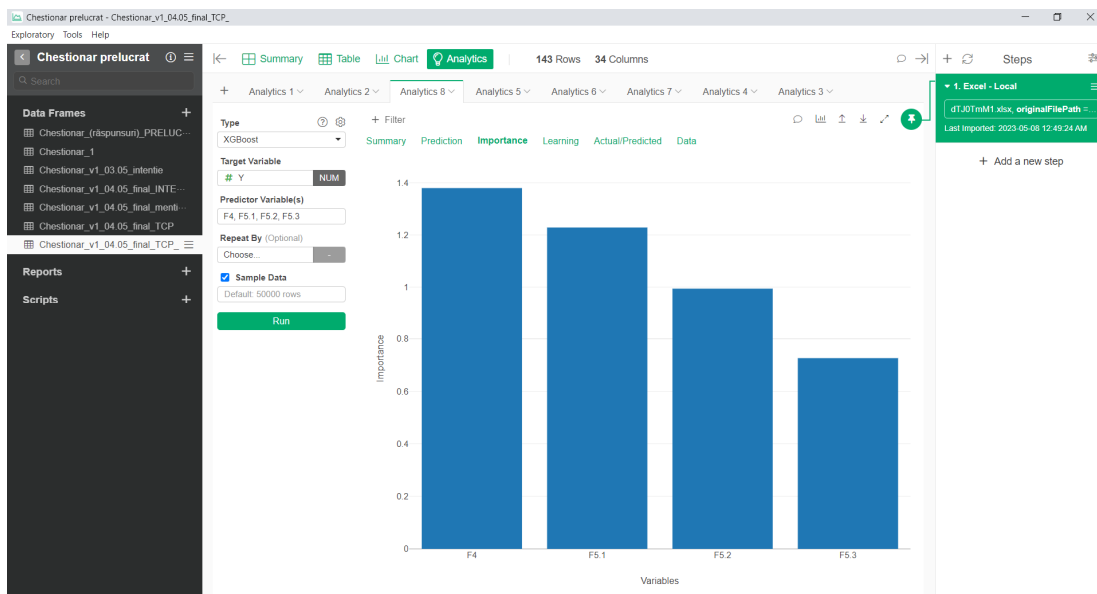 Chestionar prelucrat - Chestionar_v1_04.05_final_TCP_
Exploratory Tools Help
Chestionar prelucrat
Search
Data Frames
Chestionar_(răspunsuri)_PRELUC···
Chestionar_1
Chestionar_v1_03.05_intentie
Chestionar_v1_04.05_final_INTE···
Chestionar_v1_04.05_final_menti···
Chestionar_v1_04.05_final_TCP
Chestionar_v1_04.05_final_TCP_
Reports
Scripts
Summary Table Chart Analytics 143 Rows 34 Columns
Analytics 1 Analytics 2 Analytics 8 Analytics 5 Analytics 6 Analytics 7 Analytics 4 Analytics 3
Type
XGBoost
Target Variable
# Y NUM
Predictor Variable(s)
F4, F5.1, F5.2, F5.3
Repeat By (Optional)
Choose... -
Sample Data
Default: 50000 rows
Run
+ Filter
Summary Prediction Importance Learning Actual/Predicted Data
1.4
1.2
1
0.8
0.6
0.4
0.2
0
Importance
F4 F5.1 F5.2 F5.3
Variables
Steps
1. Excel - Local
dTJ0TmM1.xlsx, originalFilePath =...
Last Imported: 2023-05-08 12:49:24 AM
+ Add a new step